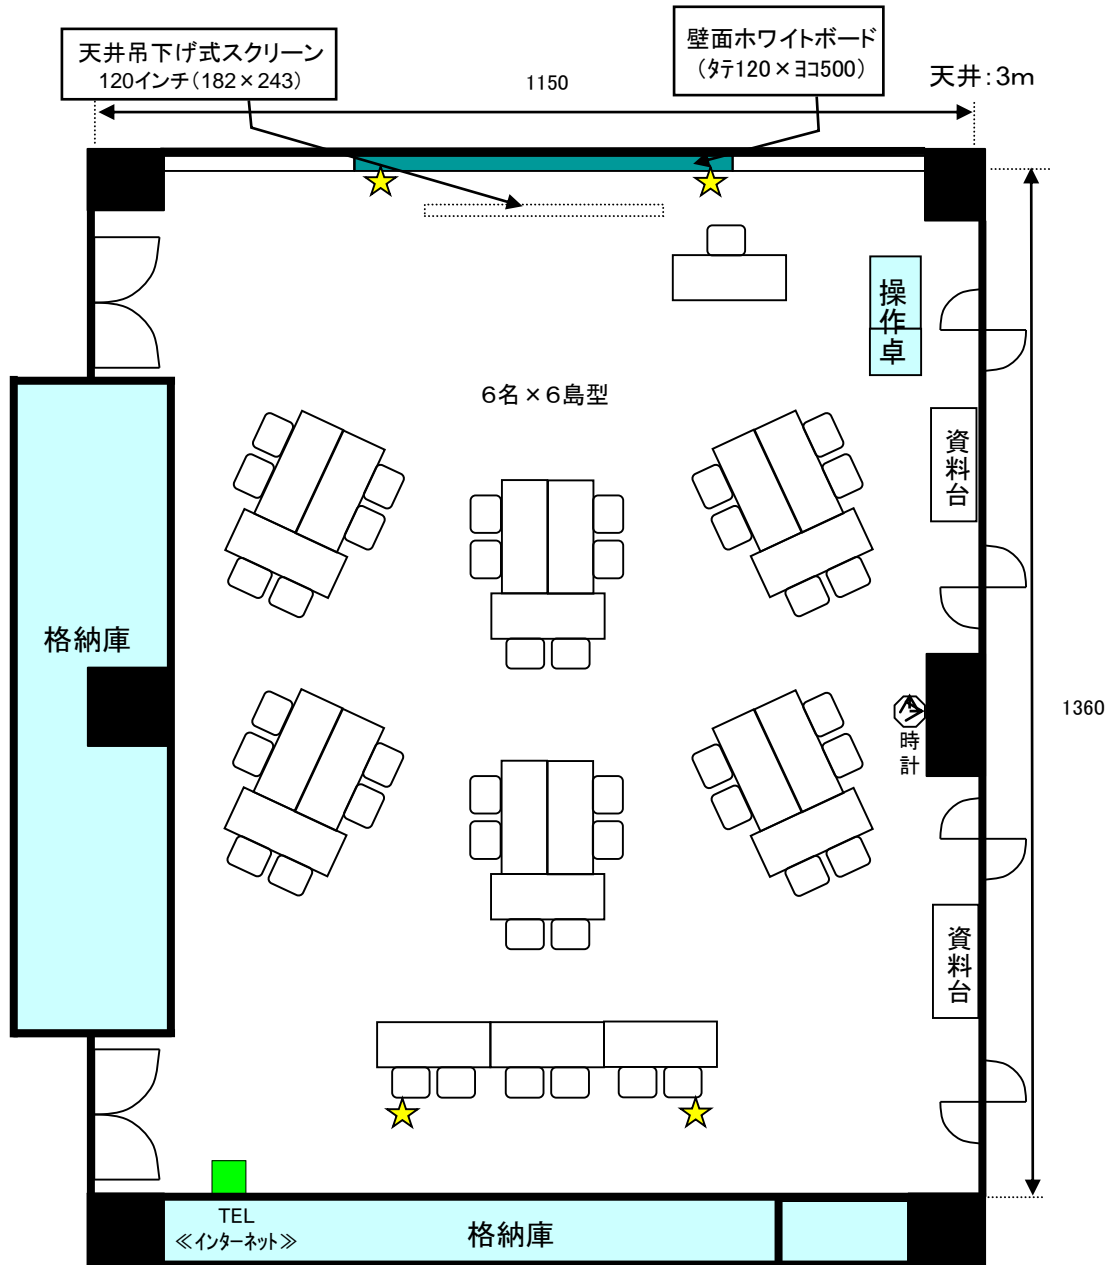 天井吊下げ式スクリーン
120インチ（182×243）
壁面ホワイトボード
（ﾀﾃ120×ﾖｺ500）
1150
天井：3ｍ
操作卓
６名×６島型
資料台
格納庫
1360
時計
資料台
TEL
≪ｲﾝﾀｰﾈｯﾄ≫
格納庫